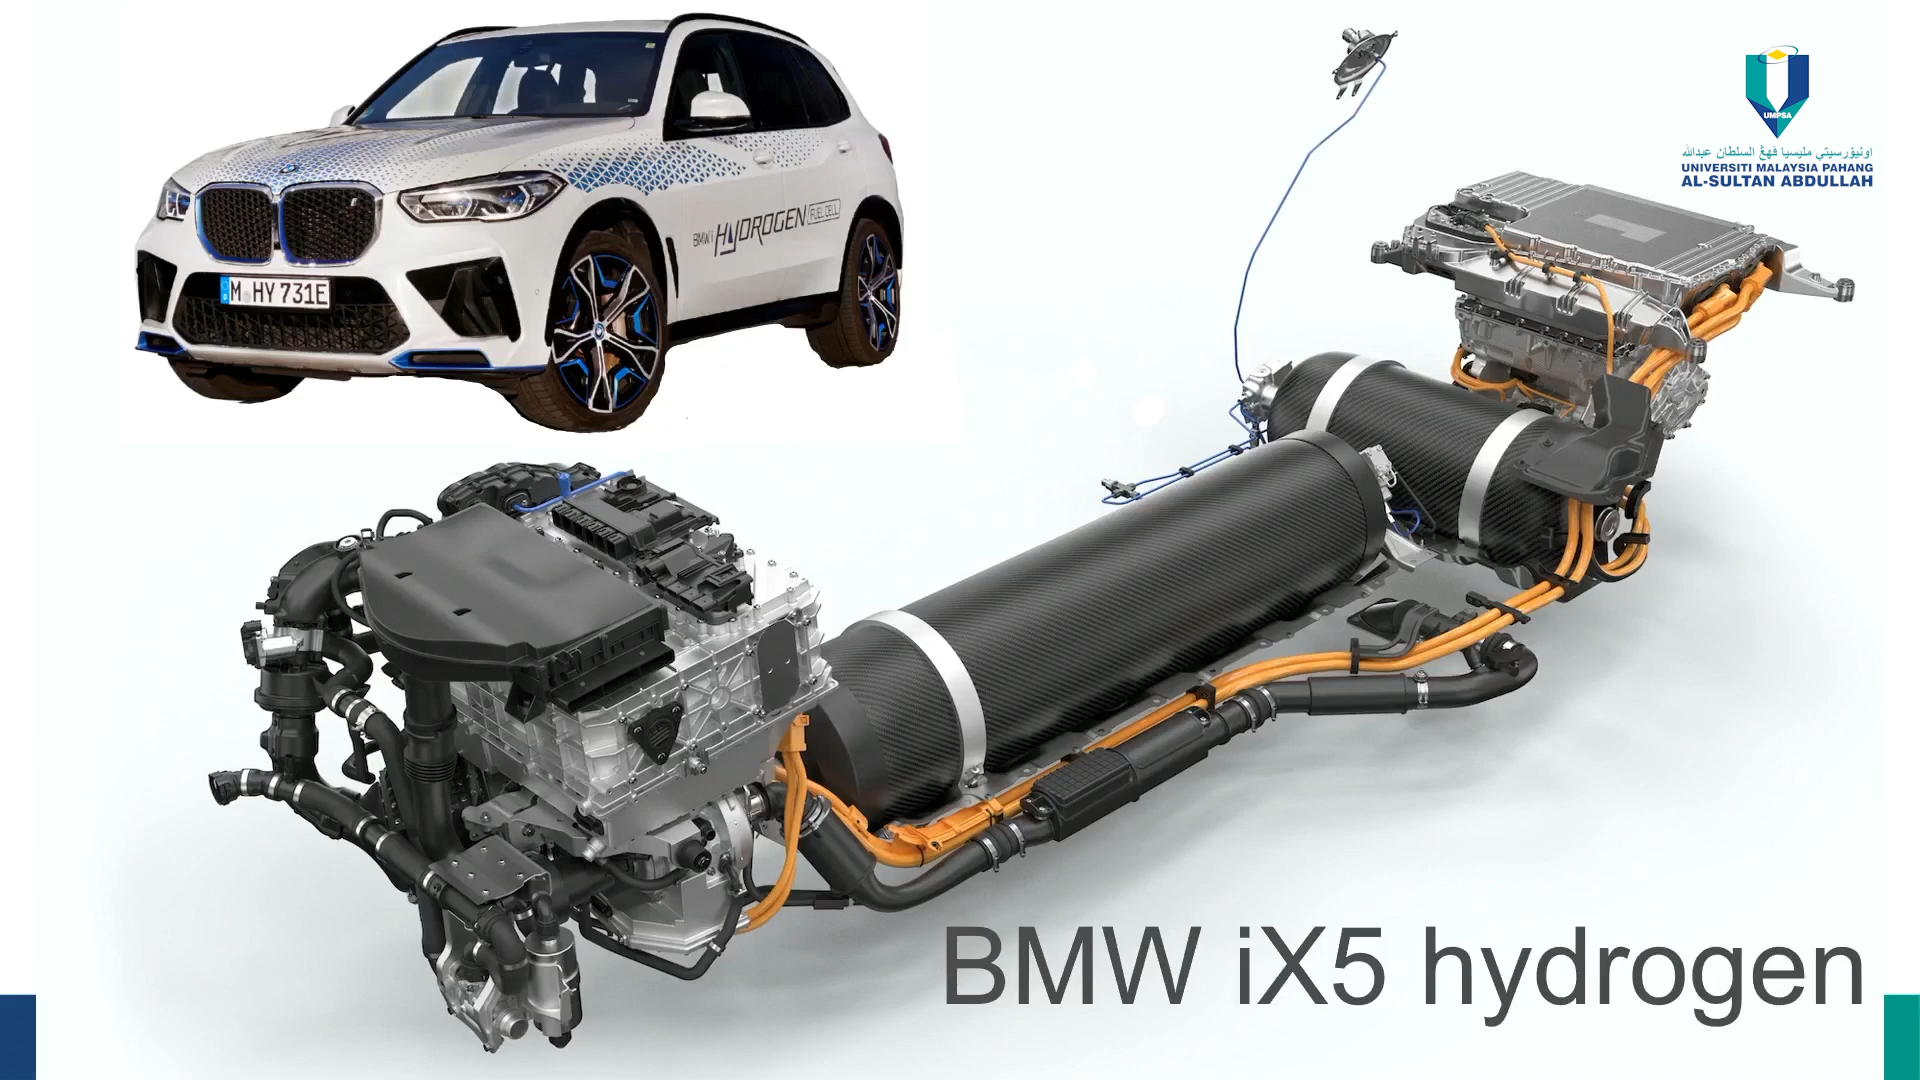 UMPSA
اونيۏرسيتي مليسيا ڤهڠ السلطان عبدالله
UNIVERSITI MALAYSIA PAHANG
AL-SULTAN ABDULLAH
BMW i HYDROGEN FUEL CELL
M HY 731E
BMW iX5 hydrogen